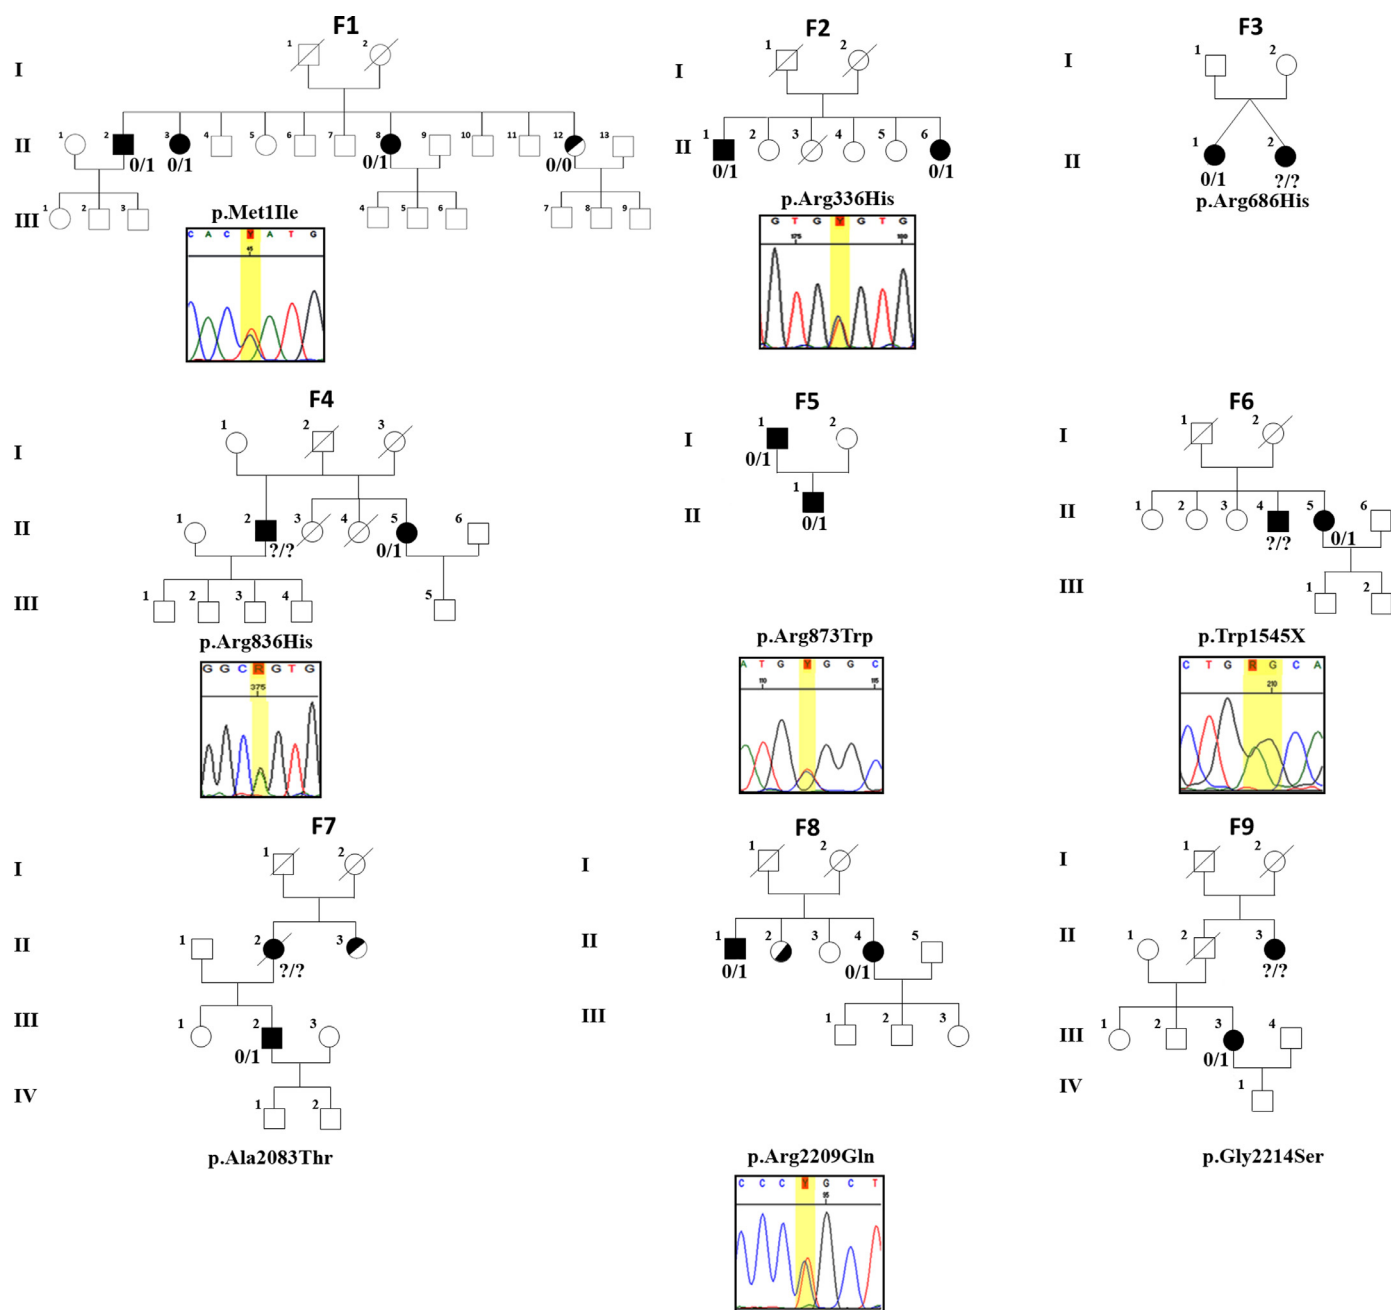 F1
F2
F3
I
1 2
I
1 2
I
1 2
II
1 2 3 4 5 6 7 8 9 10 11 12 13
0/1 0/1 0/1 0/0
II
1 2 3 4 5 6
0/1 0/1
II
1 2
0/1 ?/?
III
1 2 3 4 5 6 7 8 9
p.Met1Ile
C A C Y A T G
45
p.Arg336His
G T G Y G T G
175 180
p.Arg686His
F4
F5
F6
I
1 2 3
I
1 2
0/1
I
1 2
II
1 2 3 4 5 6
?/? 0/1
II
1
0/1
II
1 2 3 4 5 6
?/? 0/1
III
1 2 3 4 5
III
1 2
p.Arg836His
G G C R G T G
375
p.Arg873Trp
A T G Y G G C
110 115
p.Trp1545X
C T G R G C A
210
F7
F8
F9
I
1 2
I
1 2
I
1 2
II
1 2 3
?/?
II
1 2 3 4 5
0/1 0/1
II
1 2 3
?/?
III
1 2 3
0/1
III
1 2 3
III
1 2 3 4
0/1
IV
1 2
IV
1
p.Ala2083Thr
p.Arg2209Gln
C C C Y G C T
95
p.Gly2214Ser